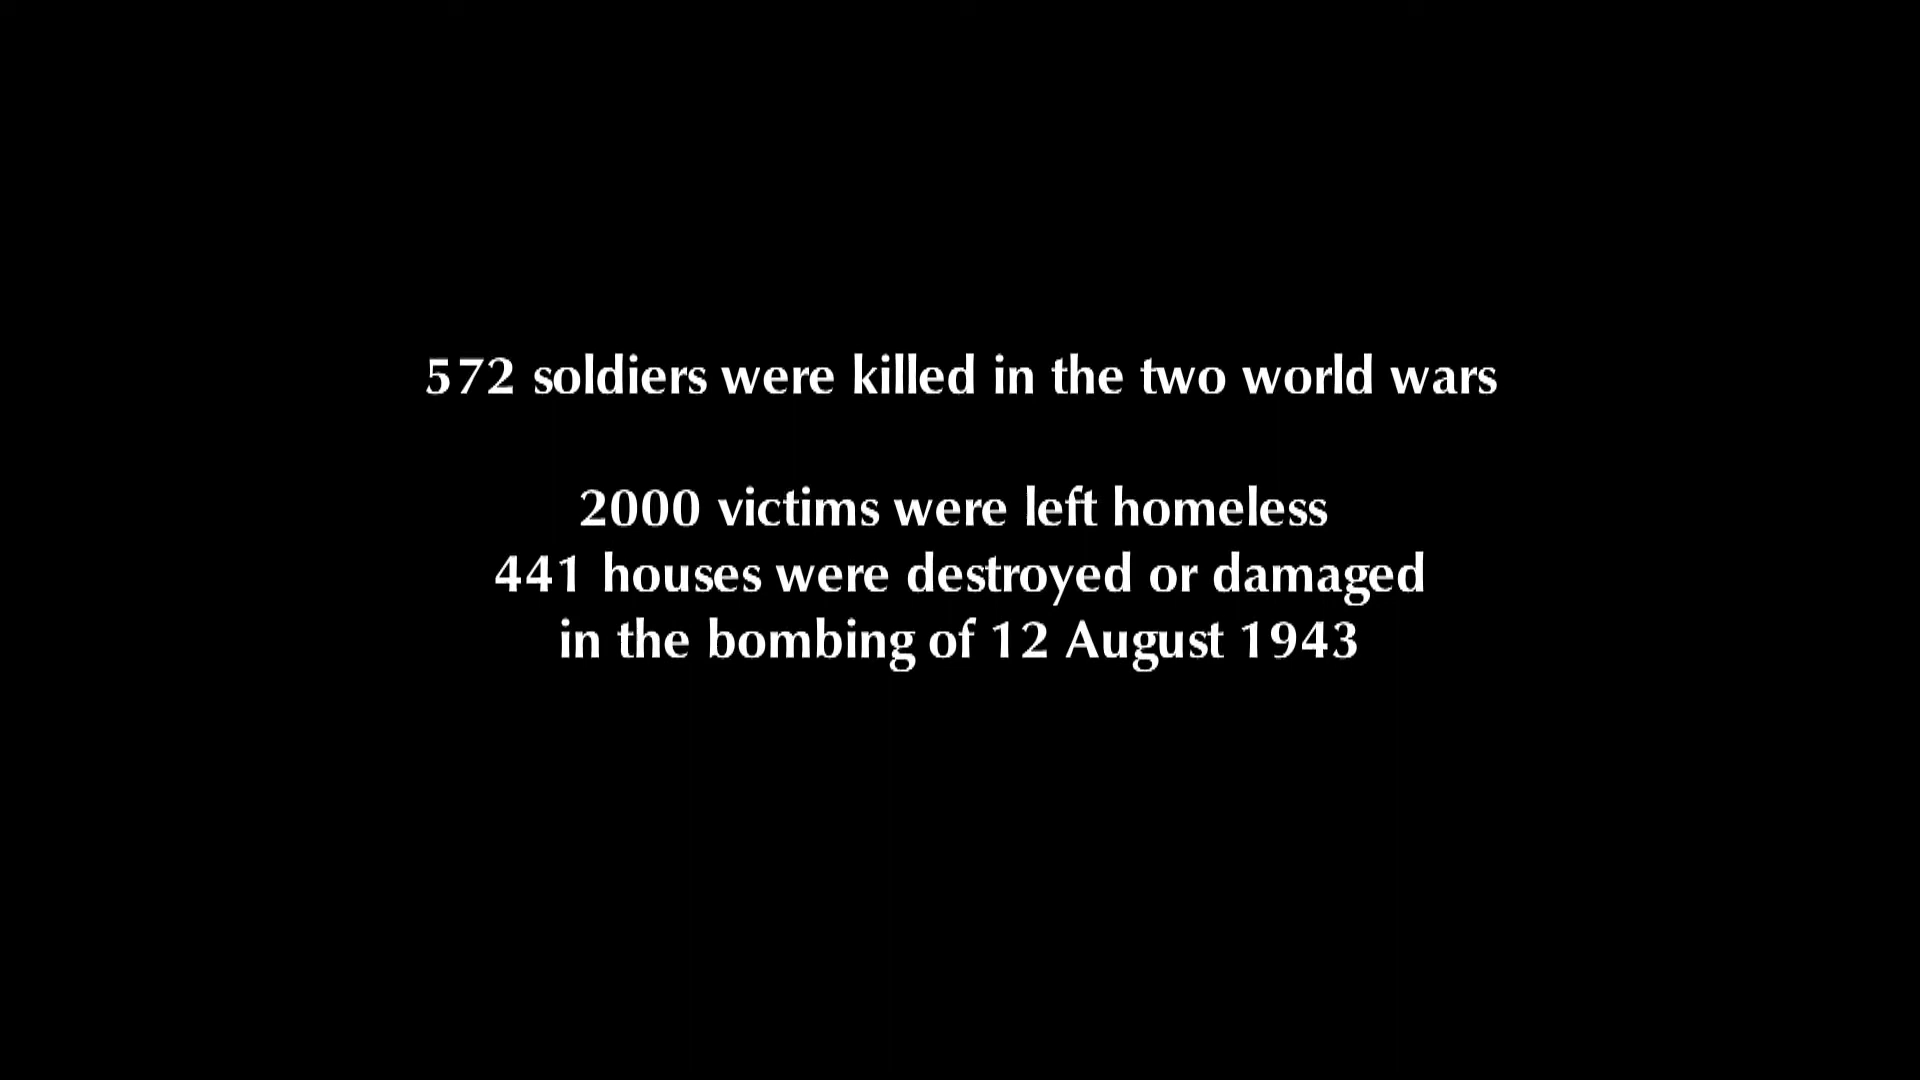 572 soldiers were killed in the two world wars
2000 victims were left homeless
441 houses were destroyed or damaged
in the bombing of 12 August 1943